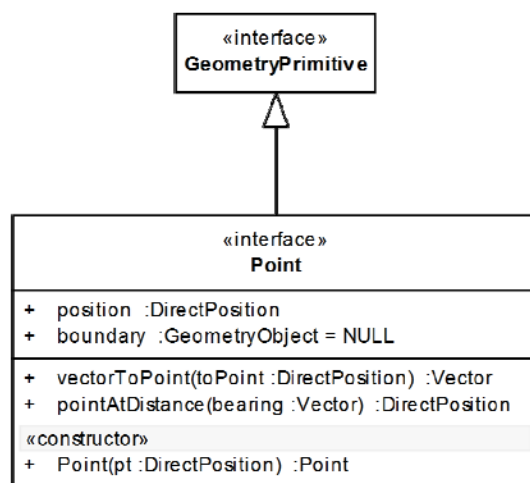 «interface»
GeometryPrimitive
«interface»
Point
+ position :DirectPosition
+ boundary :GeometryObject = NULL
+ vectorToPoint(toPoint :DirectPosition) :Vector
+ pointAtDistance(bearing :Vector) :DirectPosition
«constructor»
+ Point(pt :DirectPosition) :Point